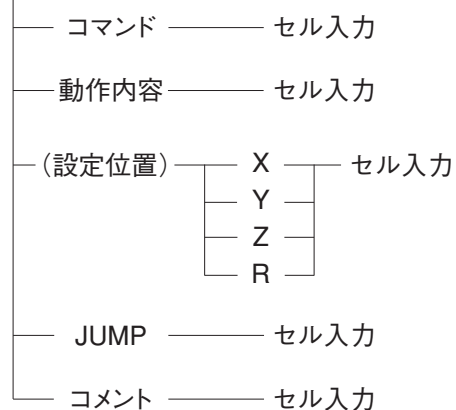 コマンド セル入力
動作内容 セル入力
(設定位置) X セル入力
Y
Z
R
JUMP セル入力
コメント セル入力